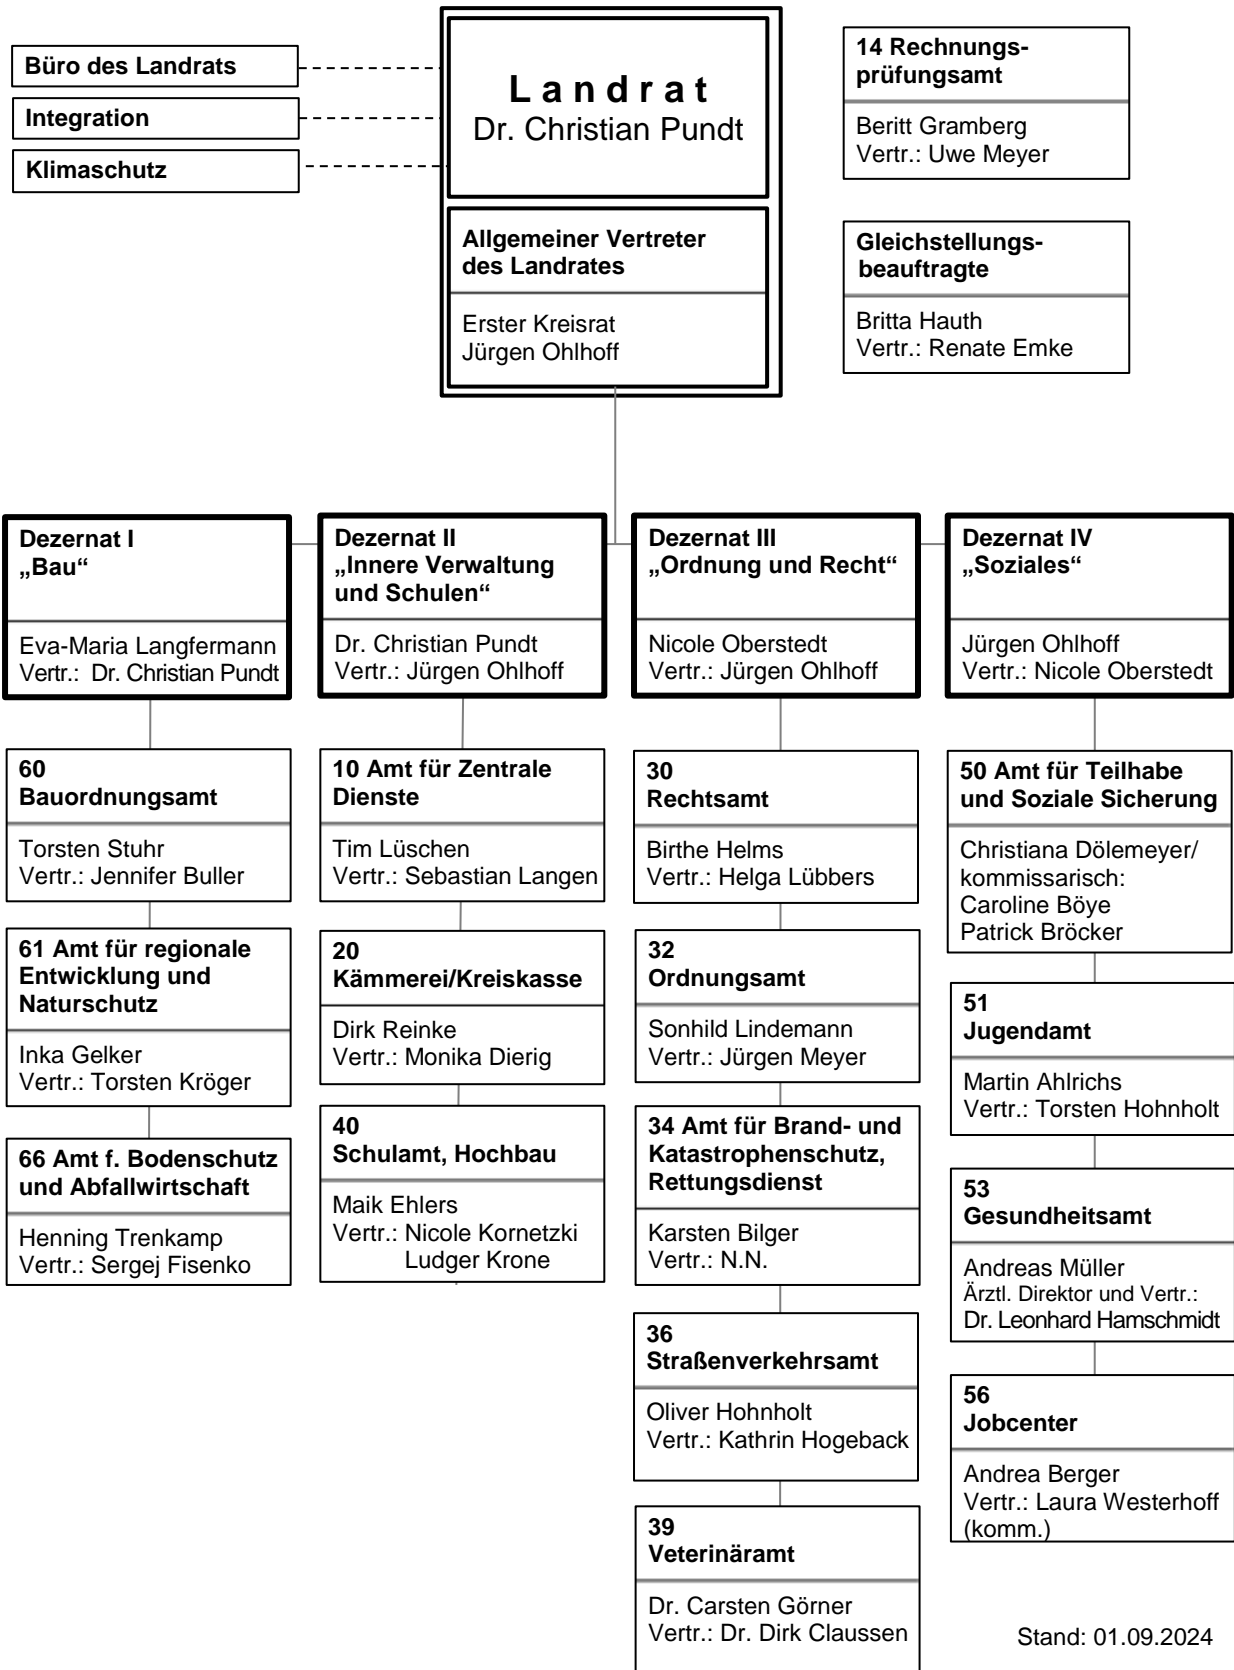 Büro des Landrats
Integration
Klimaschutz
L a n d r a t
Dr. Christian Pundt
Allgemeiner Vertreter
des Landrates
Erster Kreisrat
Jürgen Ohlhoff
14 Rechnungs-
prüfungsamt
Beritt Gramberg
Vertr.: Uwe Meyer
Gleichstellungs-
beauftragte
Britta Hauth
Vertr.: Renate Emke
Dezernat I
„Bau“
Eva-Maria Langfermann
Vertr.: Dr. Christian Pundt
60
Bauordnungsamt
Torsten Stuhr
Vertr.: Jennifer Buller
61 Amt für regionale
Entwicklung und
Naturschutz
Inka Gelker
Vertr.: Torsten Kröger
66 Amt f. Bodenschutz
und Abfallwirtschaft
Henning Trenkamp
Vertr.: Sergej Fisenko
Dezernat II
„Innere Verwaltung
und Schulen“
Dr. Christian Pundt
Vertr.: Jürgen Ohlhoff
10 Amt für Zentrale
Dienste
Tim Lüschen
Vertr.: Sebastian Langen
20
Kämmerei/Kreiskasse
Dirk Reinke
Vertr.: Monika Dierig
40
Schulamt, Hochbau
Maik Ehlers
Vertr.: Nicole Kornetzki
Ludger Krone
Dezernat III
„Ordnung und Recht“
Nicole Oberstedt
Vertr.: Jürgen Ohlhoff
30
Rechtsamt
Birthe Helms
Vertr.: Helga Lübbers
32
Ordnungsamt
Sonhild Lindemann
Vertr.: Jürgen Meyer
34 Amt für Brand- und
Katastrophenschutz,
Rettungsdienst
Karsten Bilger
Vertr.: N.N.
36
Straßenverkehrsamt
Oliver Hohnholt
Vertr.: Kathrin Hogeback
39
Veterinäramt
Dr. Carsten Görner
Vertr.: Dr. Dirk Claussen
Dezernat IV
„Soziales“
Jürgen Ohlhoff
Vertr.: Nicole Oberstedt
50 Amt für Teilhabe
und Soziale Sicherung
Christiana Dölemeyer/
kommissarisch:
Caroline Böye
Patrick Bröcker
51
Jugendamt
Martin Ahlrichs
Vertr.: Torsten Hohnholt
53
Gesundheitsamt
Andreas Müller
Ärztl. Direktor und Vertr.:
Dr. Leonhard Hamschmidt
56
Jobcenter
Andrea Berger
Vertr.: Laura Westerhoff
(komm.)
Stand: 01.09.2024